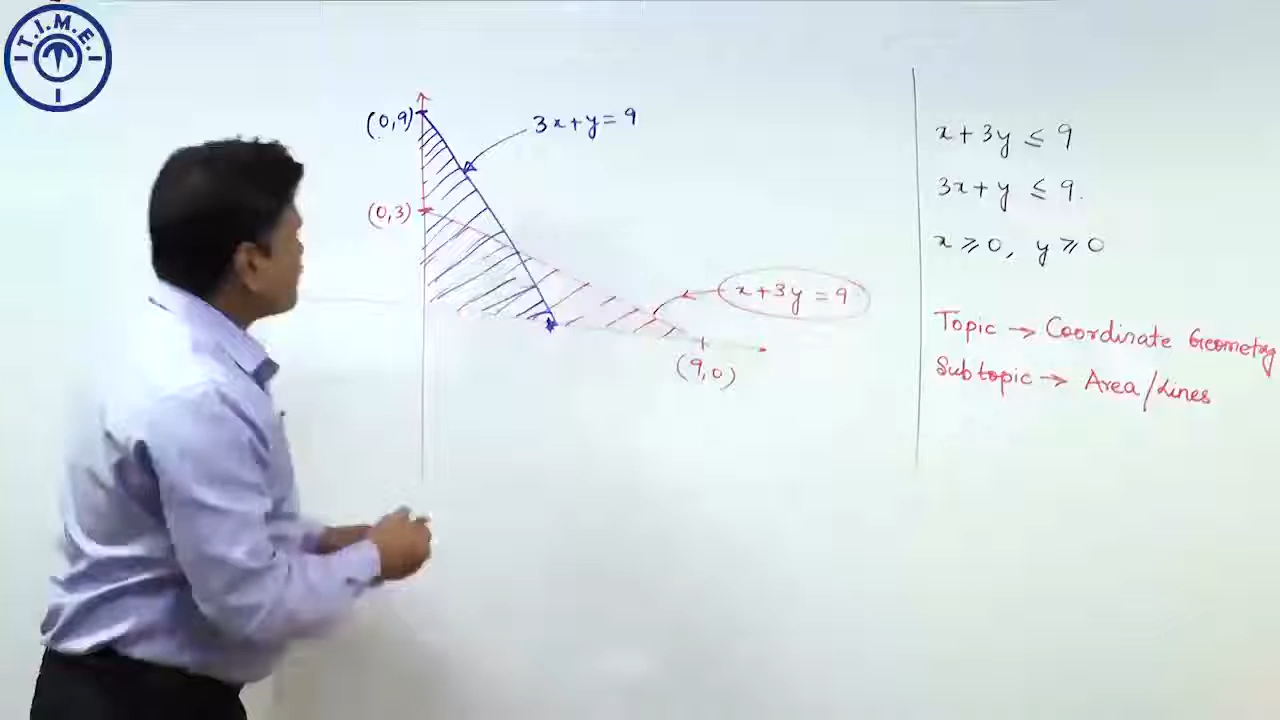 T.I.M.E.
(0,9)
3x+y=9
(0,3)
x+3y=9
(9,0)
x+3y ≤ 9
3x+y ≤ 9.
x ≥ 0, y ≥ 0
Topic → Coordinate Geometry
Subtopic → Area/Lines